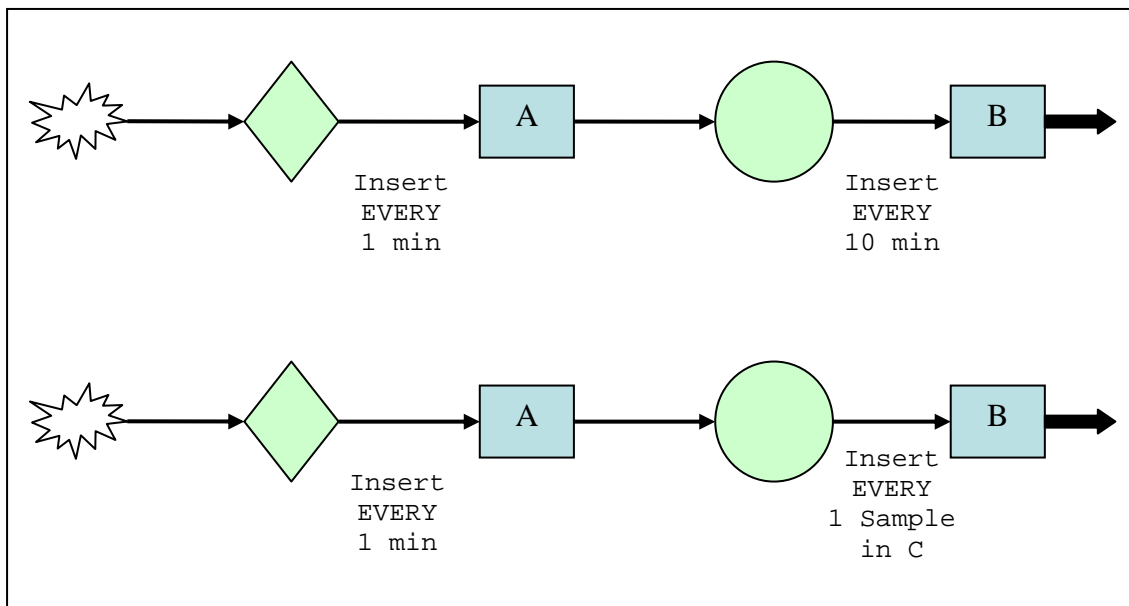 A
B
Insert
EVERY
1 min
Insert
EVERY
10 min
A
B
Insert
EVERY
1 min
Insert
EVERY
1 Sample
in C